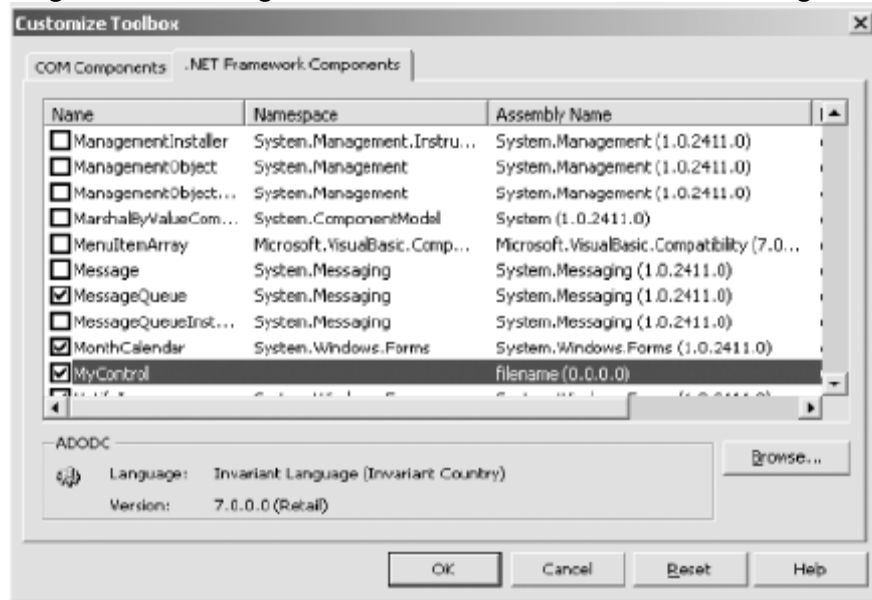 Customize Toolbox
COM Components .NET Framework Components
Name Namespace Assembly Name
ManagementInstaller System.Management.Instru... System.Management (1.0.2411.0)
ManagementObject System.Management System.Management (1.0.2411.0)
ManagementObject... System.Management System.Management (1.0.2411.0)
MarshalByValueCom... System.ComponentModel System (1.0.2411.0)
MenuItemArray Microsoft.VisualBasic.Comp... Microsoft.VisualBasic.Compatibility (7.0...
Message System.Messaging System.Messaging (1.0.2411.0)
MessageQueue System.Messaging System.Messaging (1.0.2411.0)
MessageQueueInst... System.Messaging System.Messaging (1.0.2411.0)
MonthCalendar System.Windows.Forms System.Windows.Forms (1.0.2411.0)
MyControl filename (0.0.0.0)
ADODC
Browse...
Language: Invariant Language (Invariant Country)
Version: 7.0.0.0 (Retail)
OK Cancel Reset Help